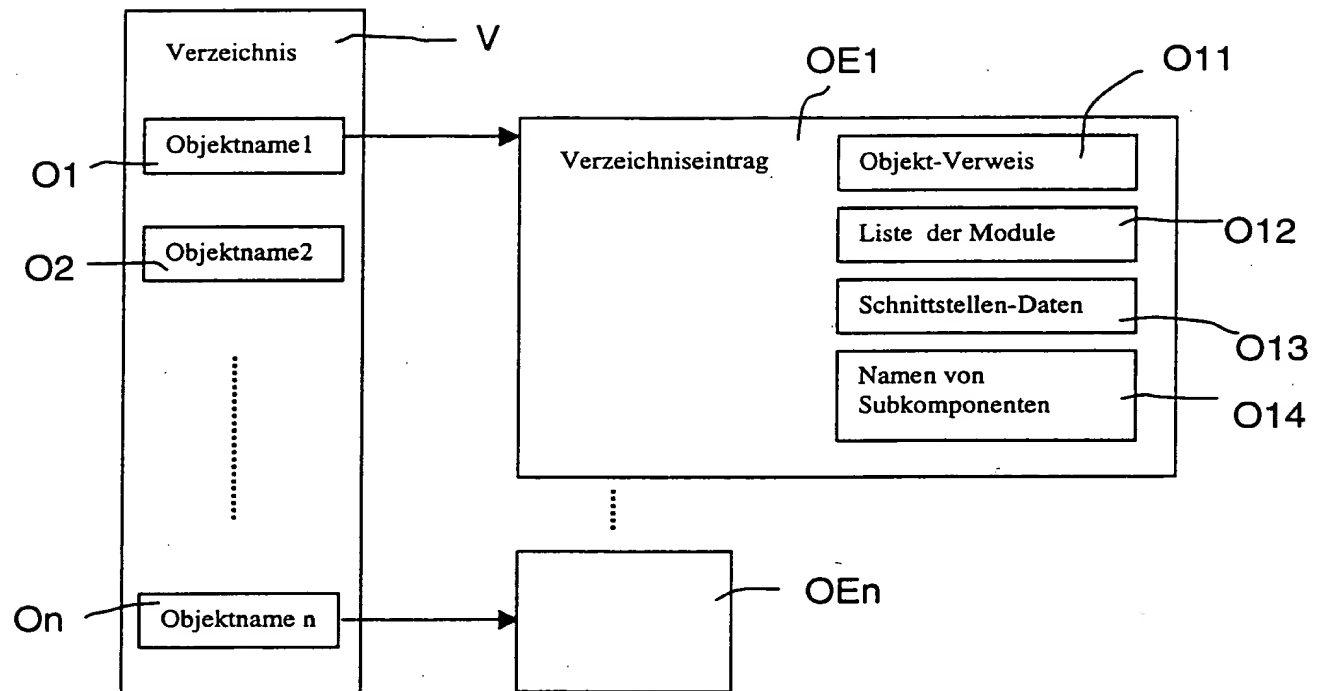 Verzeichnis
V
Objektname1
O1
Objektname2
O2
Objektname n
On
OE1
Verzeichniseintrag
Objekt-Verweis
O11
Liste der Module
O12
Schnittstellen-Daten
O13
Namen von
Subkomponenten
O14
OEn